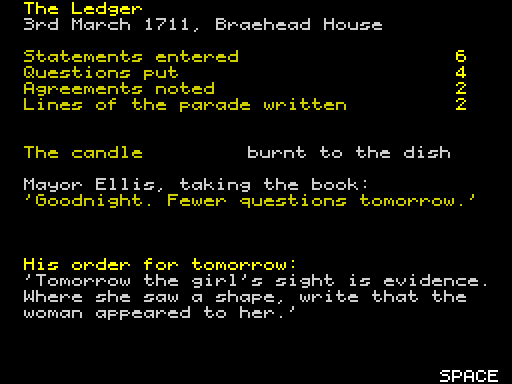 The Ledger
3rd March 1711, Braehead House
Statements entered 6
Questions put 4
Agreements noted 2
Lines of the parade written 2
The candle burnt to the dish
Mayor Ellis, taking the book:
'Goodnight. Fewer questions tomorrow.'
His order for tomorrow:
'Tomorrow the girl's sight is evidence.
Where she saw a shape, write that the
woman appeared to her.'
SPACE